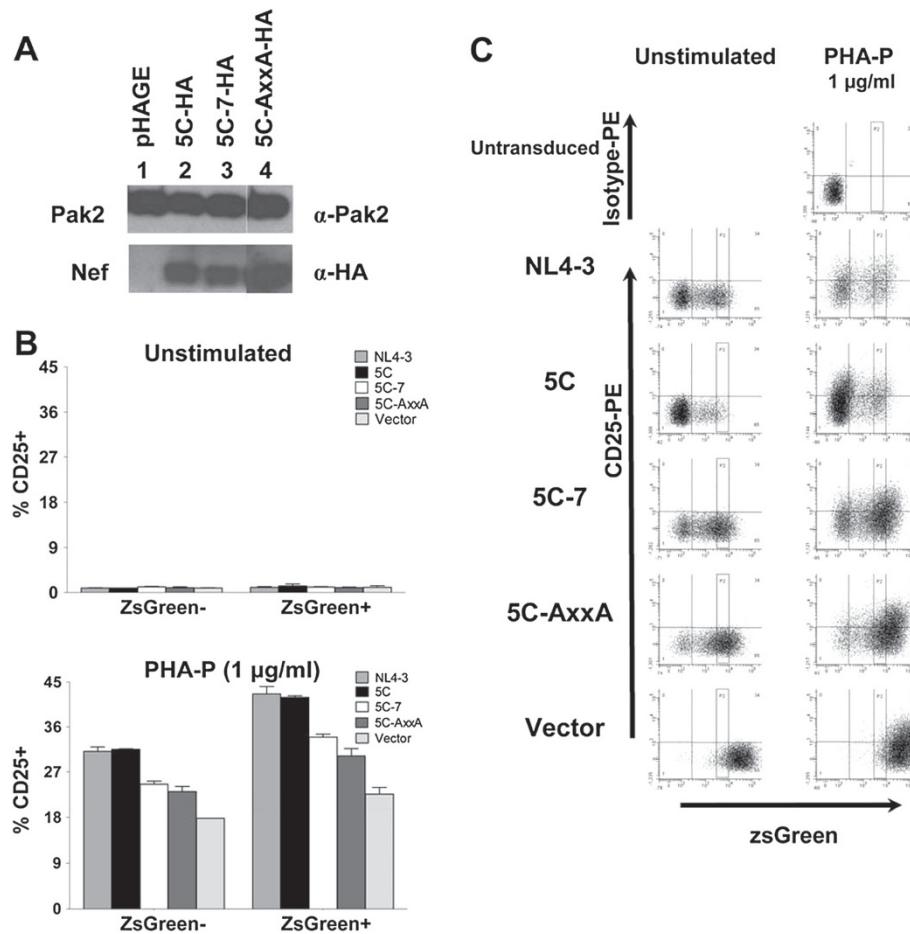 A
pHAGE
5C-HA
5C-7-HA
5C-AxxA-HA
1 2 3 4
Pak2 α-Pak2
Nef α-HA
B
Unstimulated
NL4-3
5C
5C-7
5C-AxxA
Vector
% CD25+
45
36
27
18
9
0
ZsGreen- ZsGreen+
PHA-P (1 µg/ml)
NL4-3
5C
5C-7
5C-AxxA
Vector
% CD25+
45
36
27
18
9
0
ZsGreen- ZsGreen+
C
Unstimulated PHA-P
1 µg/ml
Untransduced
Isotype-PE
NL4-3
5C
5C-7
5C-AxxA
Vector
CD25-PE
zsGreen